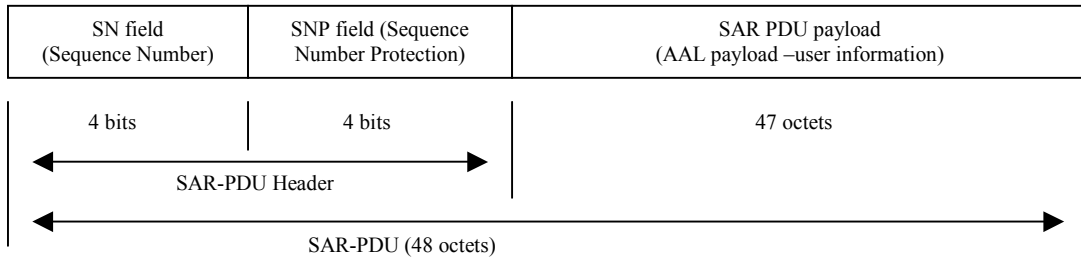 SN field
(Sequence Number)
SNP field (Sequence
Number Protection)
SAR PDU payload
(AAL payload –user information)
4 bits
4 bits
47 octets
SAR-PDU Header
SAR-PDU (48 octets)